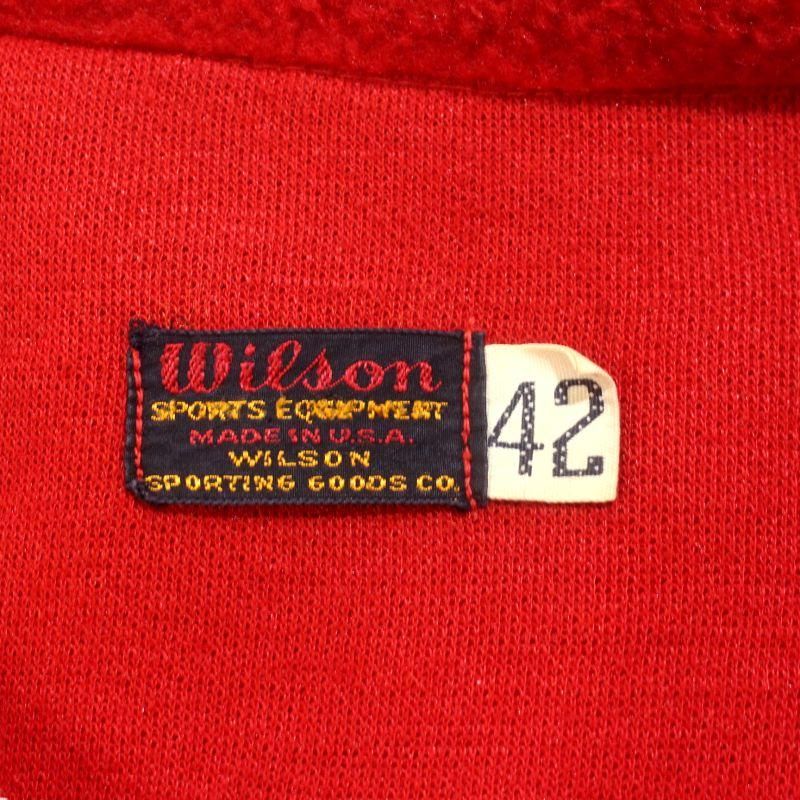 Wilson
SPORTS EQUIPMENT
MADE IN U.S.A.
WILSON
SPORTING GOODS CO.
42